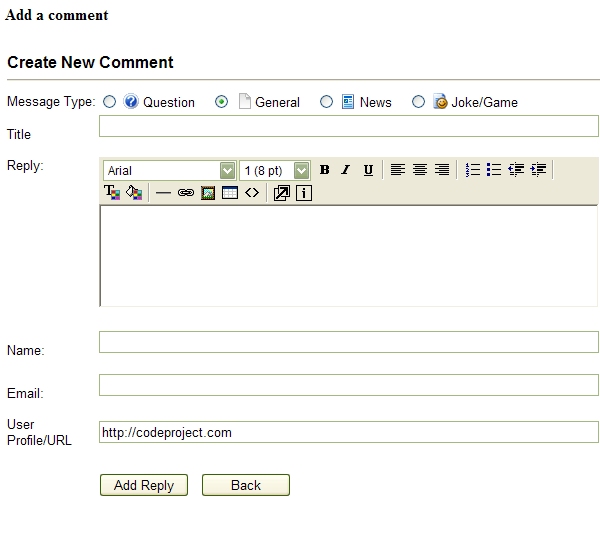 Add a comment
Create New Comment
Message Type: Question General News Joke/Game
Title
Reply:
Arial 1 (8 pt) B I U
Name:
Email:
User
Profile/URL
http://codeproject.com
Add Reply Back